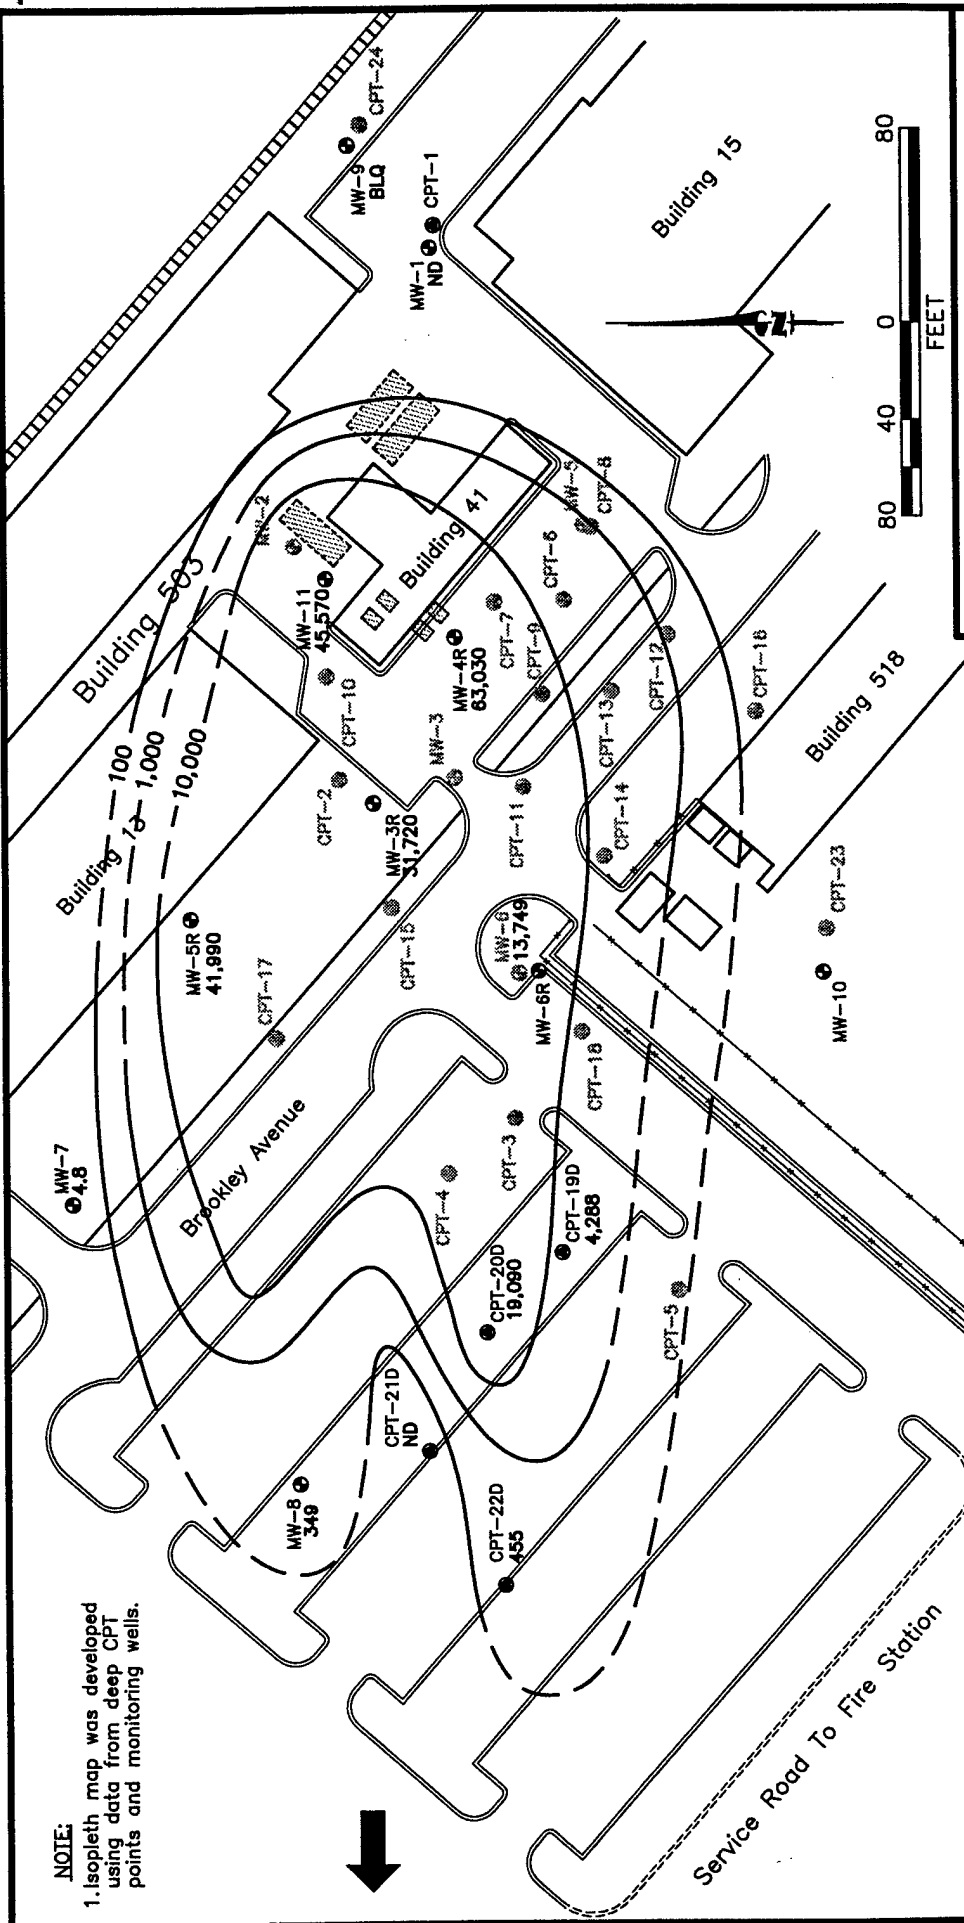 NOTE:
1. Isopleth map was developed
using data from deep CPT
points and monitoring wells.
MW-7
4.8
Building 12
Building 503
100
1,000
10,000
MW-5R
41,990
CPT-17
Brookley Avenue
MW-2
MW-11
45,570
CPT-10
CPT-2
MW-3R
31,720
MW-3
CPT-15
Building 41
MW-4R
63,030
CPT-7
CPT-9
CPT-6
MW-5
CPT-8
CPT-11
CPT-13
CPT-12
CPT-14
CPT-16
MW-6
13,749
MW-6R
CPT-18
CPT-3
CPT-4
CPT-19D
4,288
CPT-20D
19,090
CPT-21D
ND
MW-8
349
CPT-22D
455
CPT-5
MW-9
BLQ
CPT-24
MW-1
ND
CPT-1
Building 15
Building 518
CPT-23
MW-10
Service Road To Fire Station
N
80 40 0 80
FEET